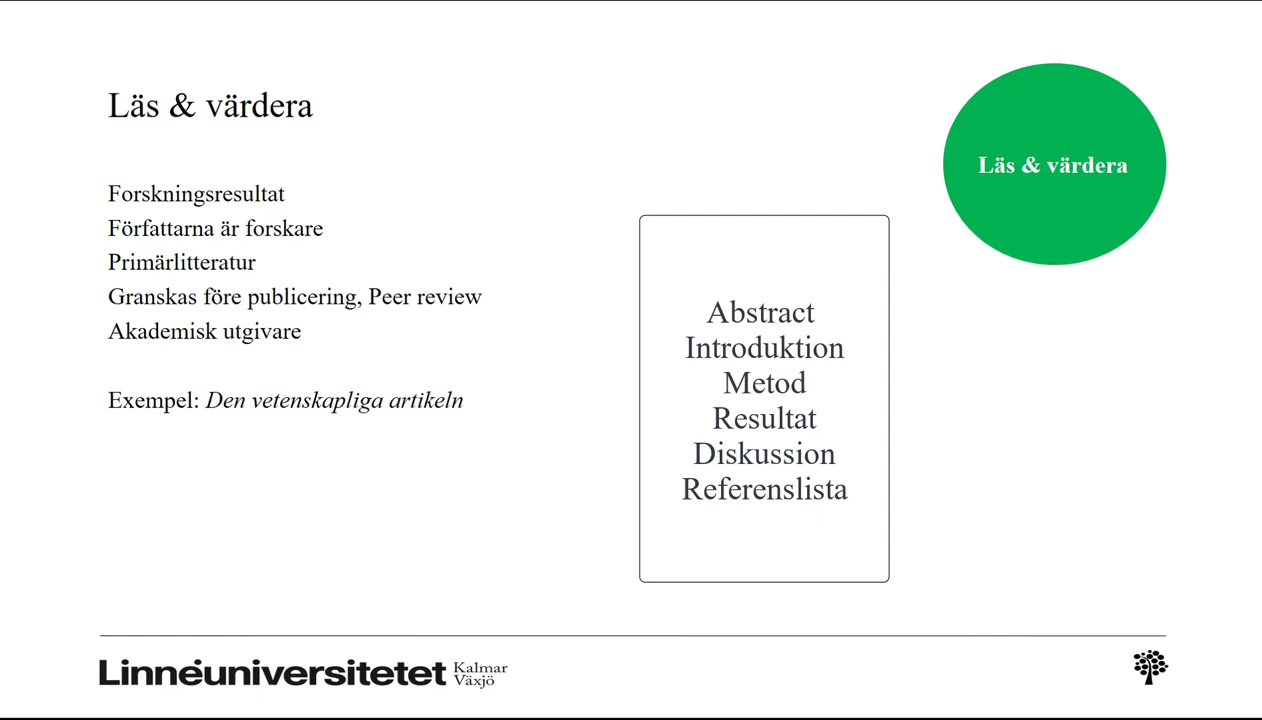 Läs & värdera
Forskningsresultat
Författarna är forskare
Primärlitteratur
Granskas före publicering, Peer review
Akademisk utgivare
Exempel: Den vetenskapliga artikeln
Läs & värdera
Abstract
Introduktion
Metod
Resultat
Diskussion
Referenslista
Linnéuniversitetet
Kalmar
Växjö